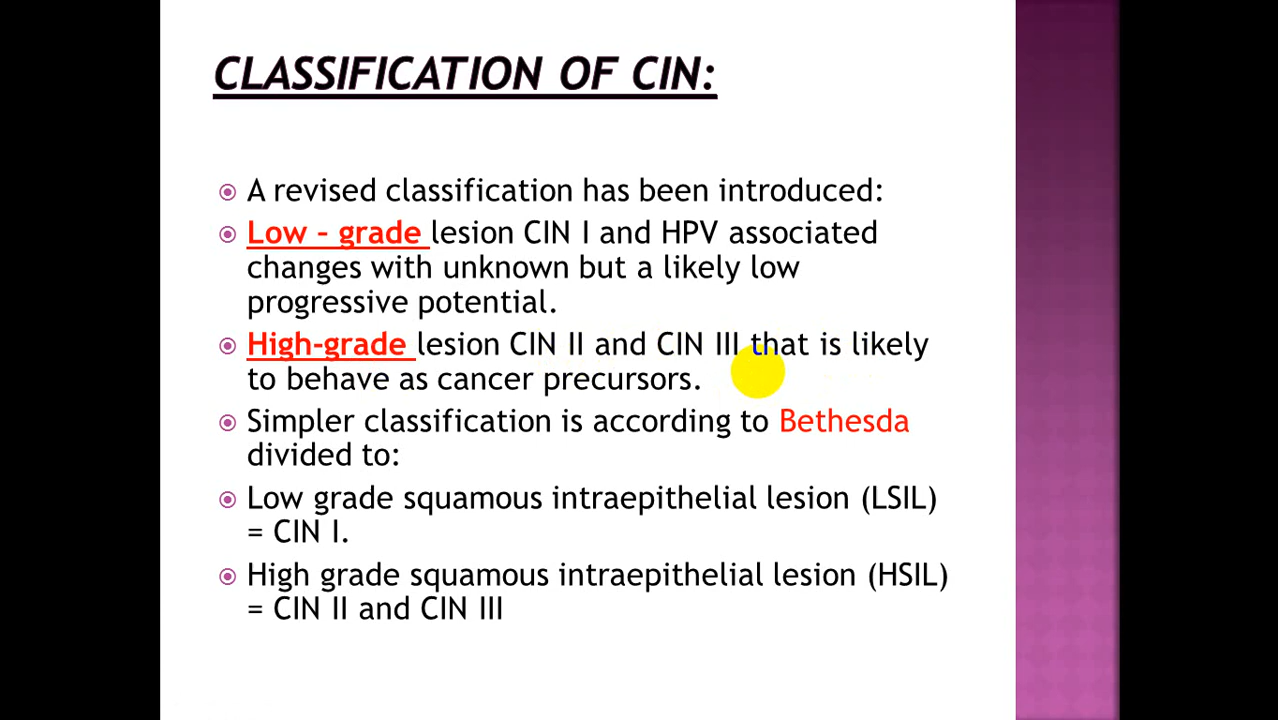 CLASSIFICATION OF CIN:
A revised classification has been introduced:
Low – grade lesion CIN I and HPV associated
changes with unknown but a likely low
progressive potential.
High-grade lesion CIN II and CIN III that is likely
to behave as cancer precursors.
Simpler classification is according to Bethesda
divided to:
Low grade squamous intraepithelial lesion (LSIL)
= CIN I.
High grade squamous intraepithelial lesion (HSIL)
= CIN II and CIN III